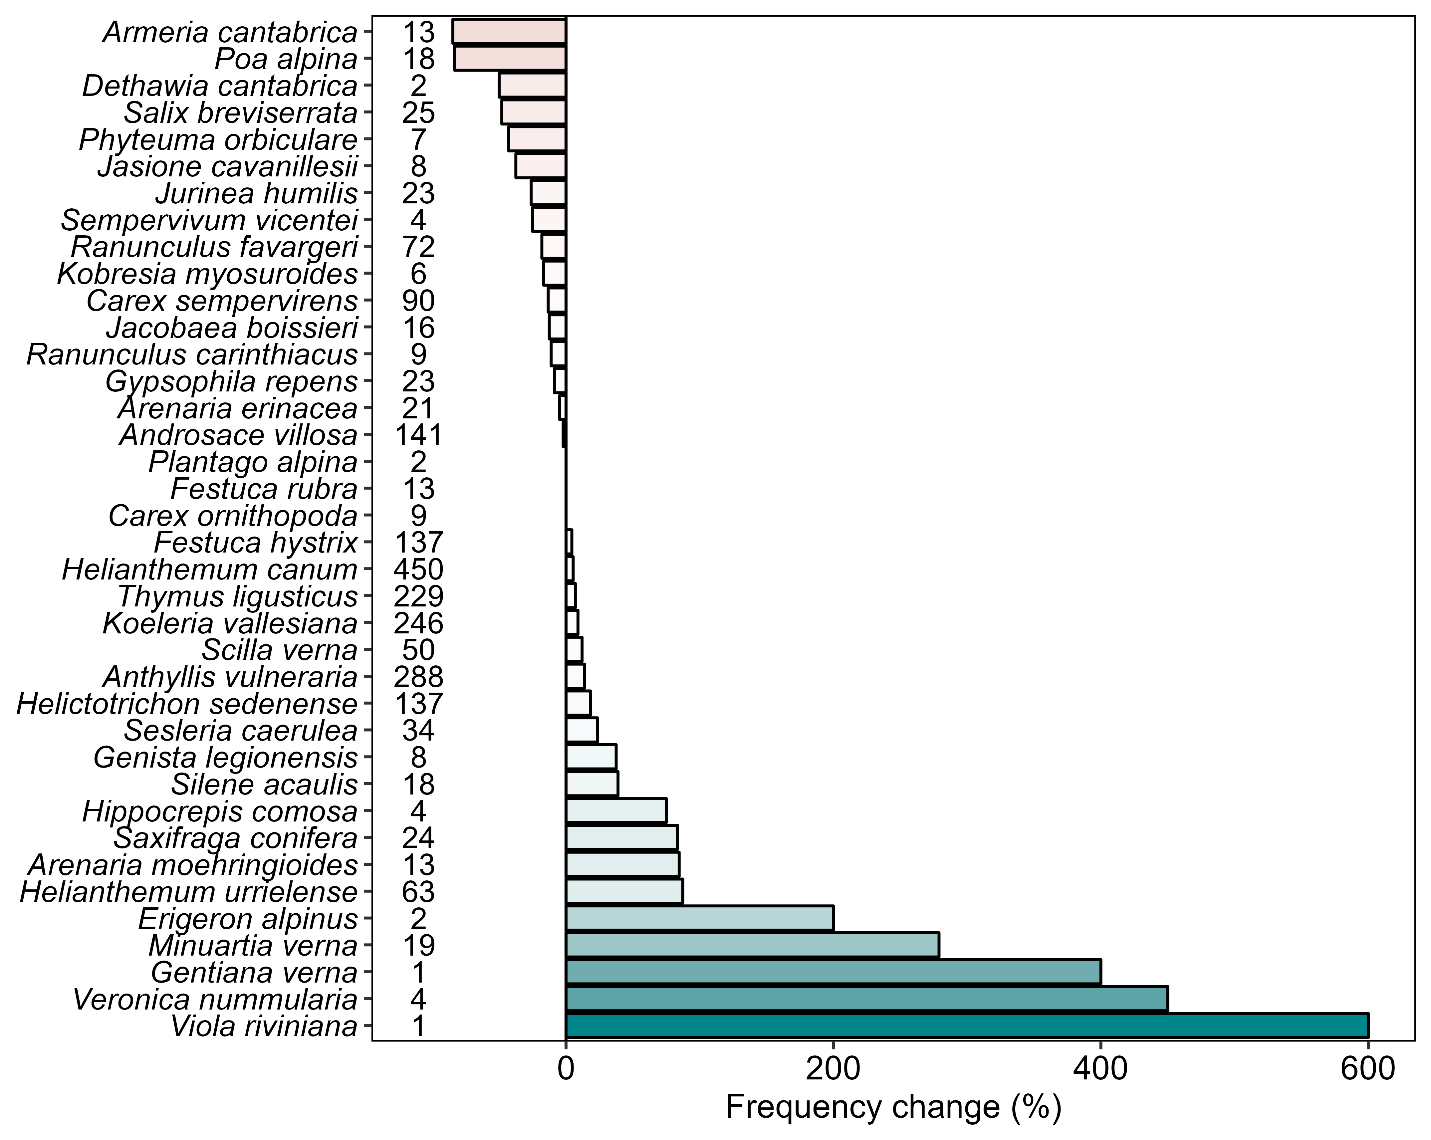 Armeria cantabrica 13
Poa alpina 18
Dethawia cantabrica 2
Salix breviserrata 25
Phyteuma orbiculare 7
Jasione cavanillesii 8
Jurinea humilis 23
Sempervivum vicentei 4
Ranunculus favargeri 72
Kobresia myosuroides 6
Carex sempervirens 90
Jacobaea boissieri 16
Ranunculus carinthiacus 9
Gypsophila repens 23
Arenaria erinacea 21
Androsace villosa 141
Plantago alpina 2
Festuca rubra 13
Carex ornithopoda 9
Festuca hystrix 137
Helianthemum canum 450
Thymus ligusticus 229
Koeleria vallesiana 246
Scilla verna 50
Anthyllis vulneraria 288
Helictotrichon sedenense 137
Sesleria caerulea 34
Genista legionensis 8
Silene acaulis 18
Hippocrepis comosa 4
Saxifraga conifera 24
Arenaria moehringioides 13
Helianthemum urrielense 63
Erigeron alpinus 2
Minuartia verna 19
Gentiana verna 1
Veronica nummularia 4
Viola riviniana 1
0 200 400 600
Frequency change (%)